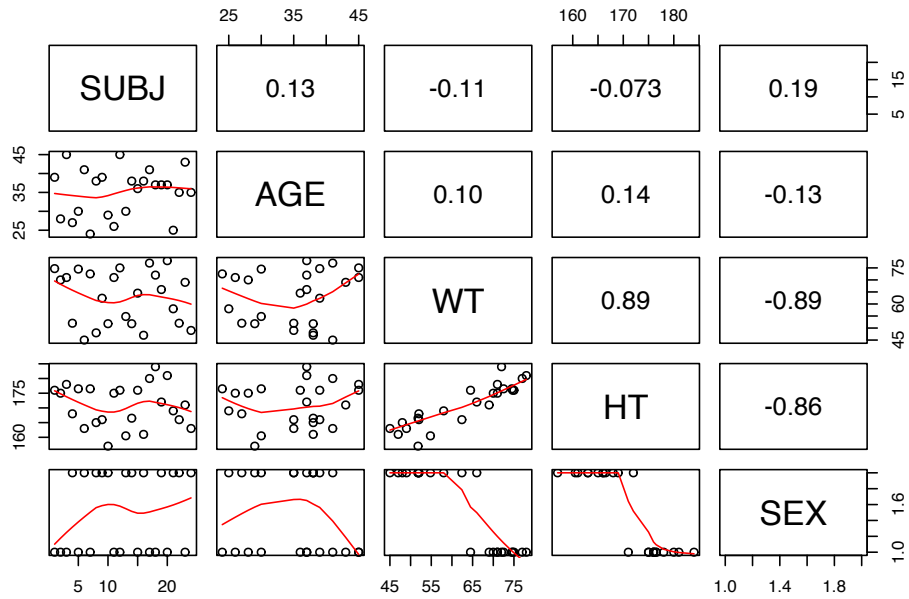 25 35 45 160 170 180
SUBJ 0.13 -0.11 -0.073 0.19 5 15
25 35 45 AGE 0.10 0.14 -0.13
WT 0.89 -0.89 45 60 75
160 175 HT -0.86
SEX 1.0 1.6
5 10 20 45 55 65 75 1.0 1.4 1.8